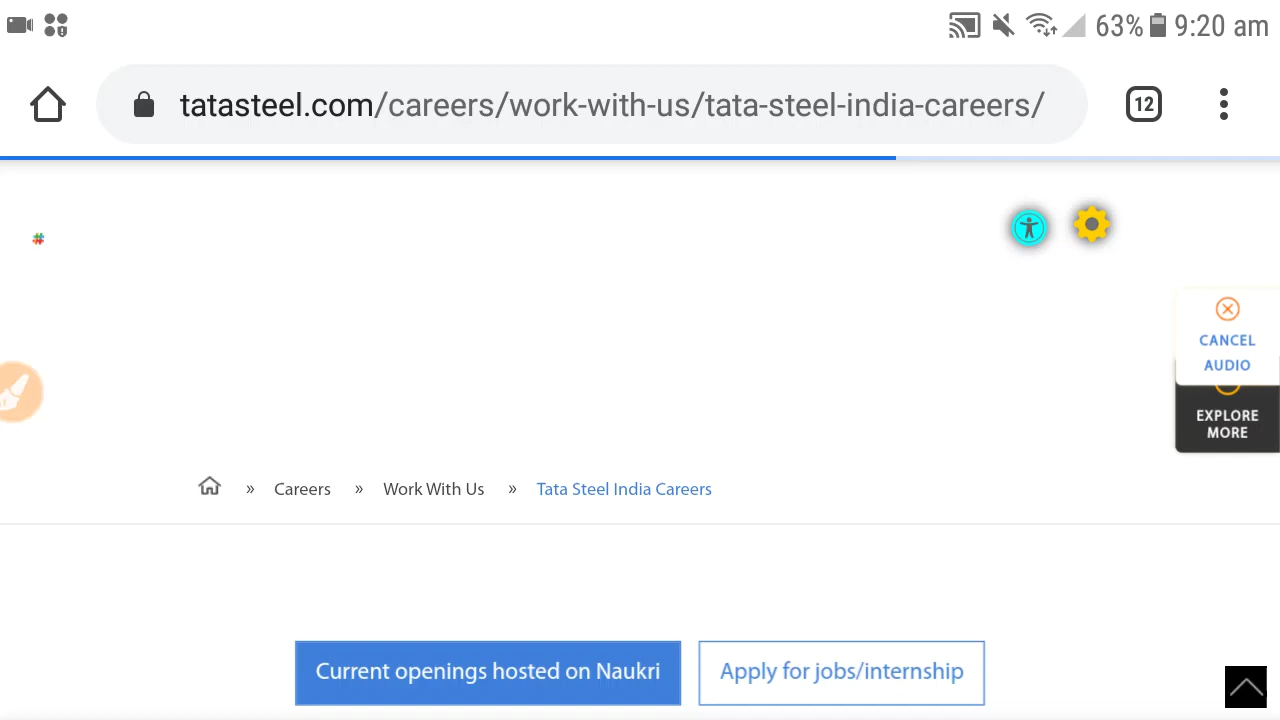 63% 9:20 am
tatasteel.com/careers/work-with-us/tata-steel-india-careers/ 12
#
CANCEL
AUDIO
EXPLORE
MORE
» Careers » Work With Us » Tata Steel India Careers
Current openings hosted on Naukri Apply for jobs/internship